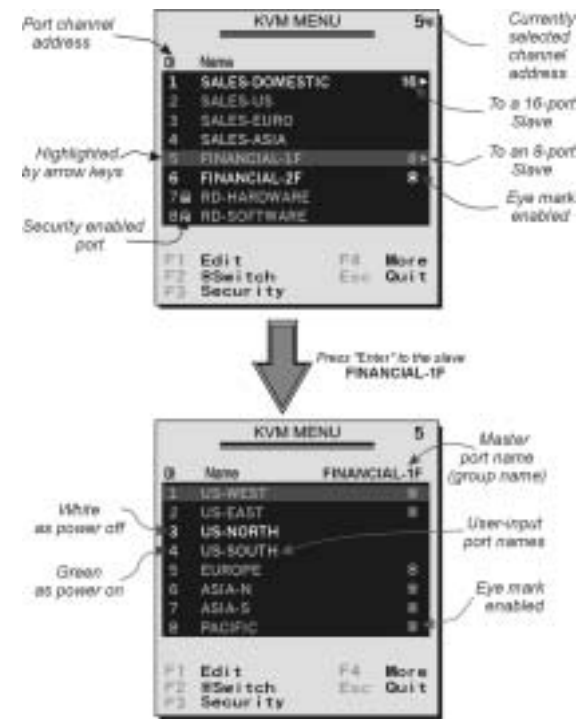 Port channel
address
KVM MENU
5
Currently
selected
channel
address
Name
1 SALES-DOMESTIC 16
2 SALES-US
3 SALES-EURO
4 SALES-ASIA
5 FINANCIAL-1F 8
6 FINANCIAL-2F
7 RD-HARDWARE
8 RD-SOFTWARE
To a 16-port
Slave
To an 8-port
Slave
Highlighted
by arrow keys
Eye mark
enabled
Security enabled
port
F1 Edit F4 More
F2 Switch Esc Quit
F3 Security
Press "Enter" to the slave
FINANCIAL-1F
KVM MENU 5
Name FINANCIAL-1F
Master
port name
(group name)
1 US-WEST
2 US-EAST
3 US-NORTH
4 US-SOUTH
5 EUROPE
6 ASIA-N
7 ASIA-S
8 PACIFIC
White
as power off
Green
as power on
User-input
port names
Eye mark
enabled
F1 Edit F4 More
F2 Switch Esc Quit
F3 Security